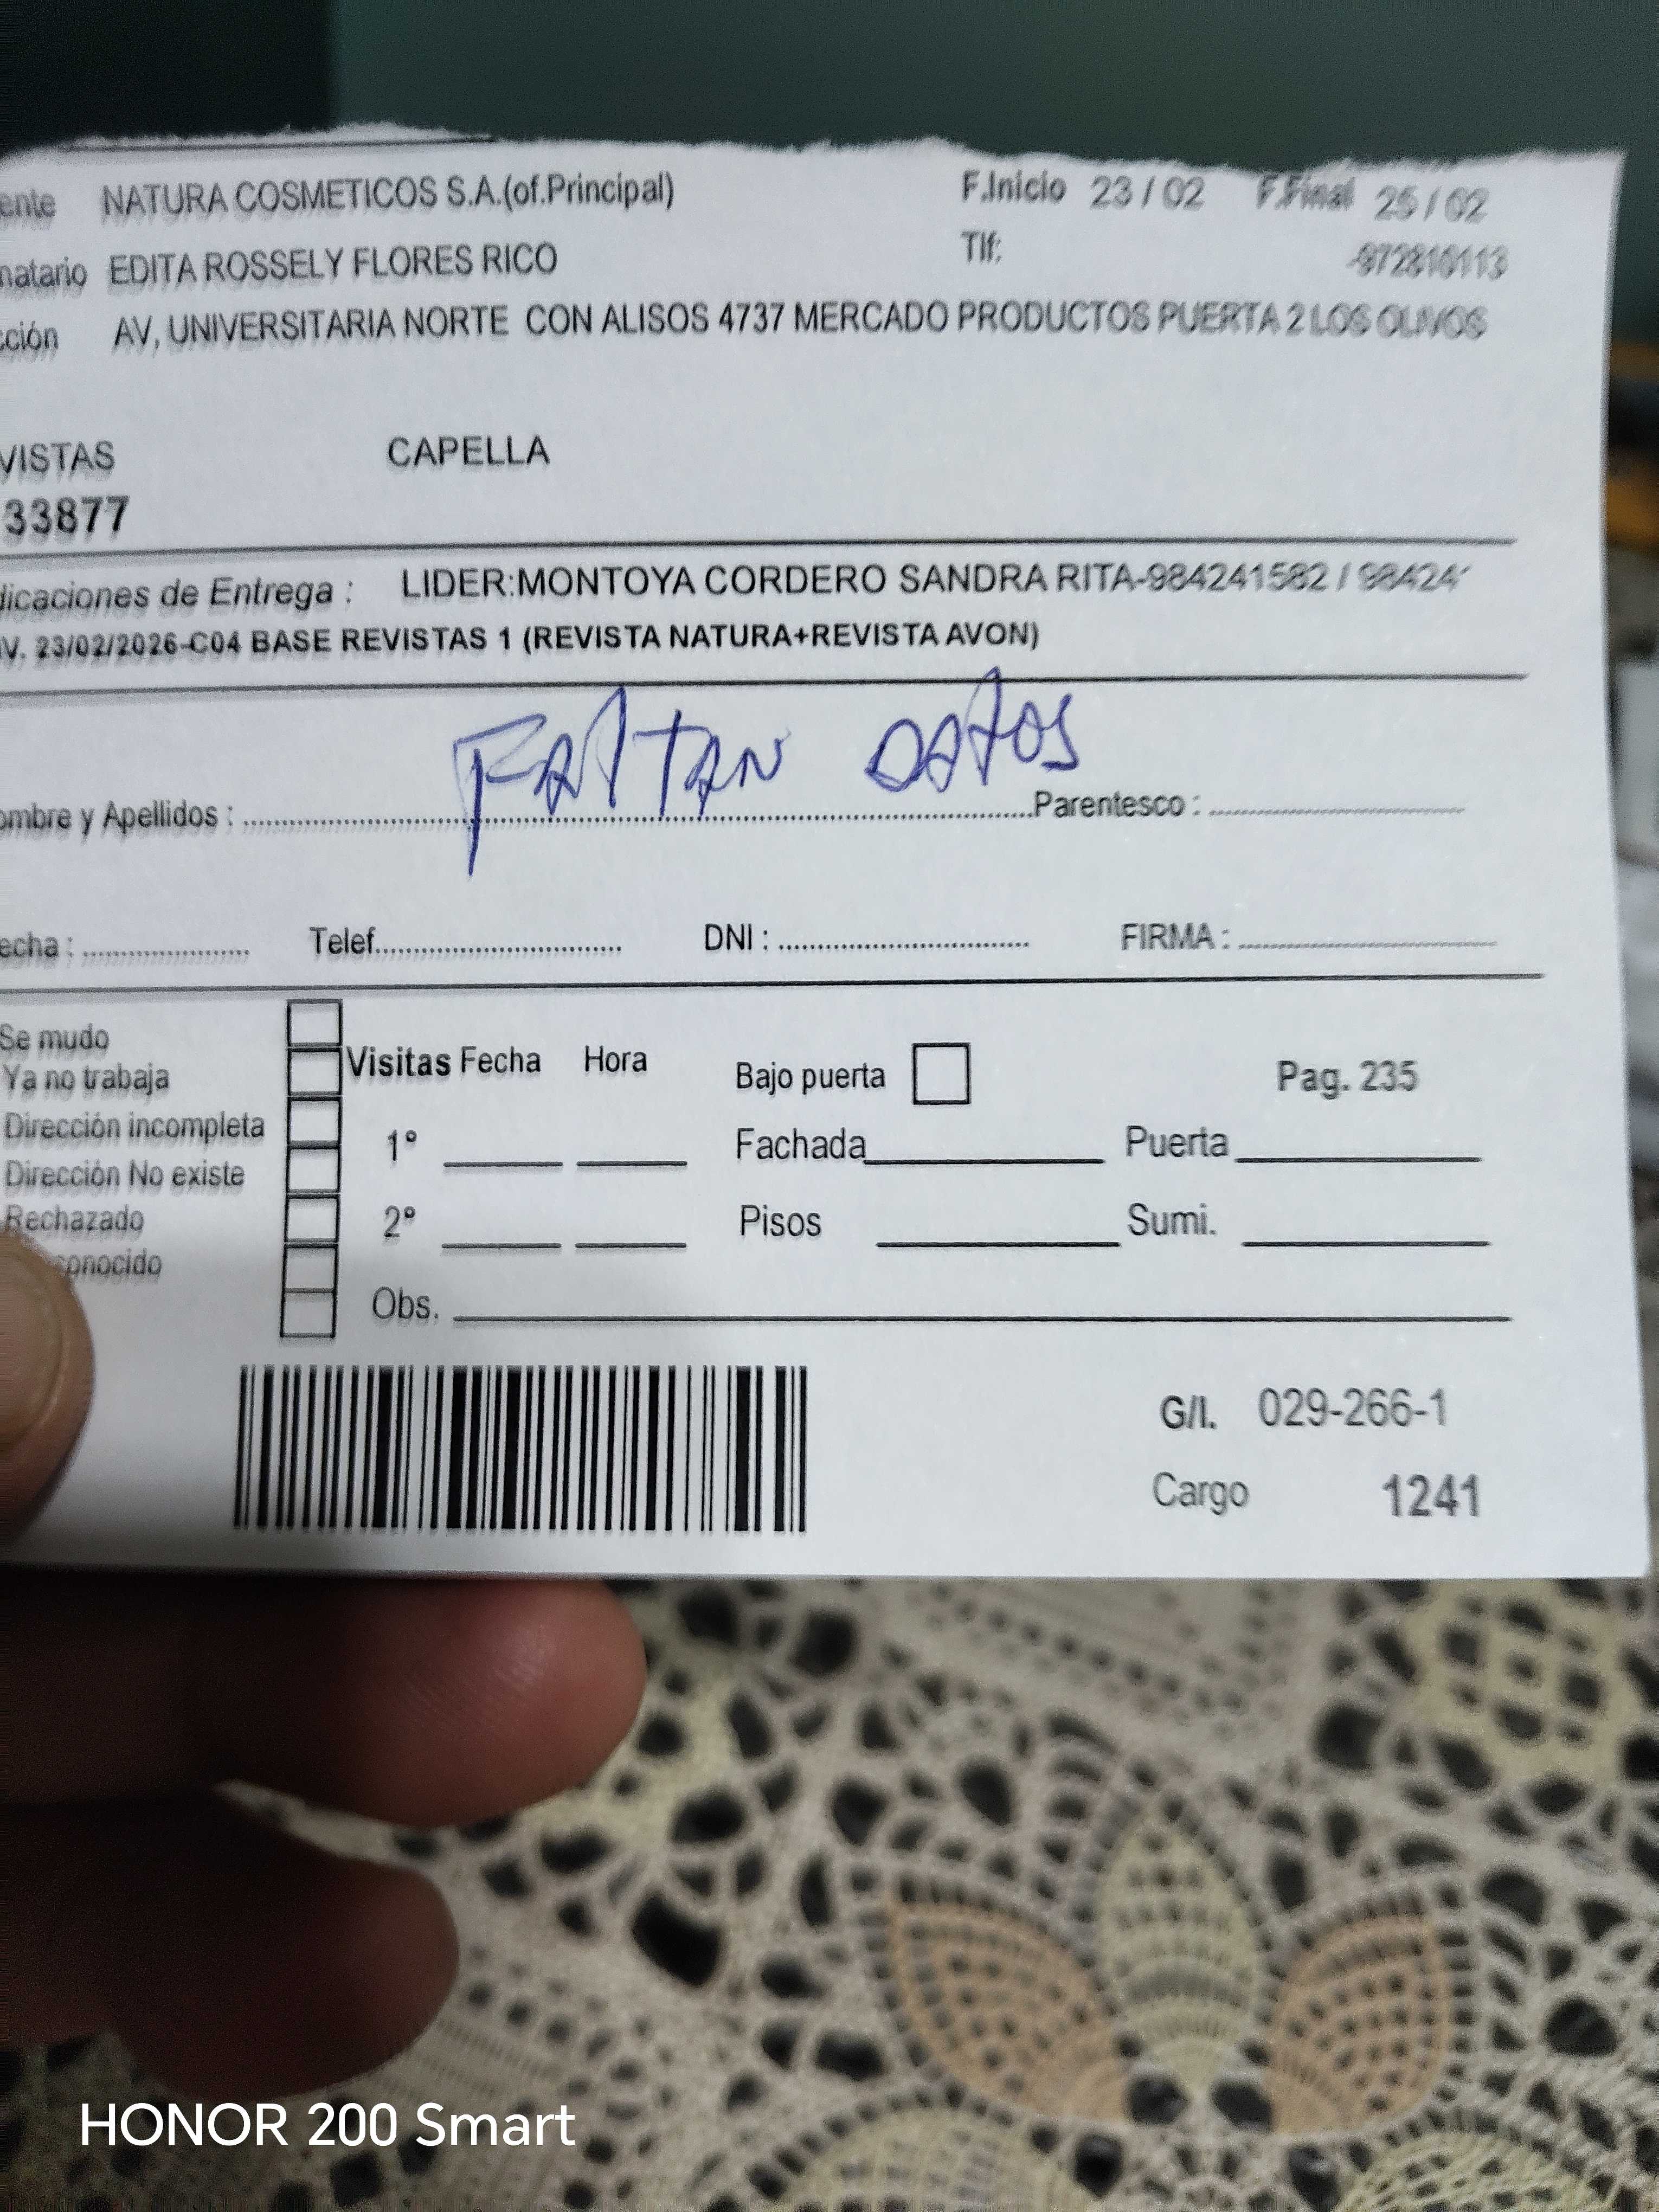 ente NATURA COSMETICOS S.A.(of.Principal) F.Inicio 23 / 02 F.Final 25 / 02
natario EDITA ROSSELY FLORES RICO Tlf: -972810113
cción AV, UNIVERSITARIA NORTE CON ALISOS 4737 MERCADO PRODUCTOS PUERTA 2 LOS OLIVOS
VISTAS CAPELLA
33877
dicaciones de Entrega : LIDER:MONTOYA CORDERO SANDRA RITA-984241582 / 98424
V. 23/02/2026-C04 BASE REVISTAS 1 (REVISTA NATURA+REVISTA AVON)
FALTAN DATOS
ombre y Apellidos : Parentesco :
echa : Telef. DNI : FIRMA :
Se mudo
Ya no trabaja Visitas Fecha Hora Bajo puerta Pag. 235
Dirección incompleta 1° Fachada Puerta
Dirección No existe
Rechazado 2° Pisos Sumi.
conocido
Obs.
G/I. 029-266-1
Cargo 1241
HONOR 200 Smart